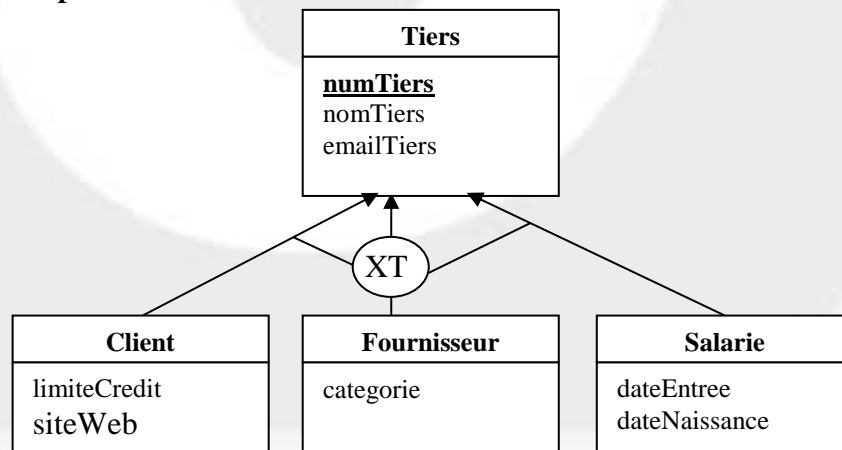 Tiers
numTiers
nomTiers
emailTiers
XT
Client
limiteCredit
siteWeb
Fournisseur
categorie
Salarie
dateEntree
dateNaissance